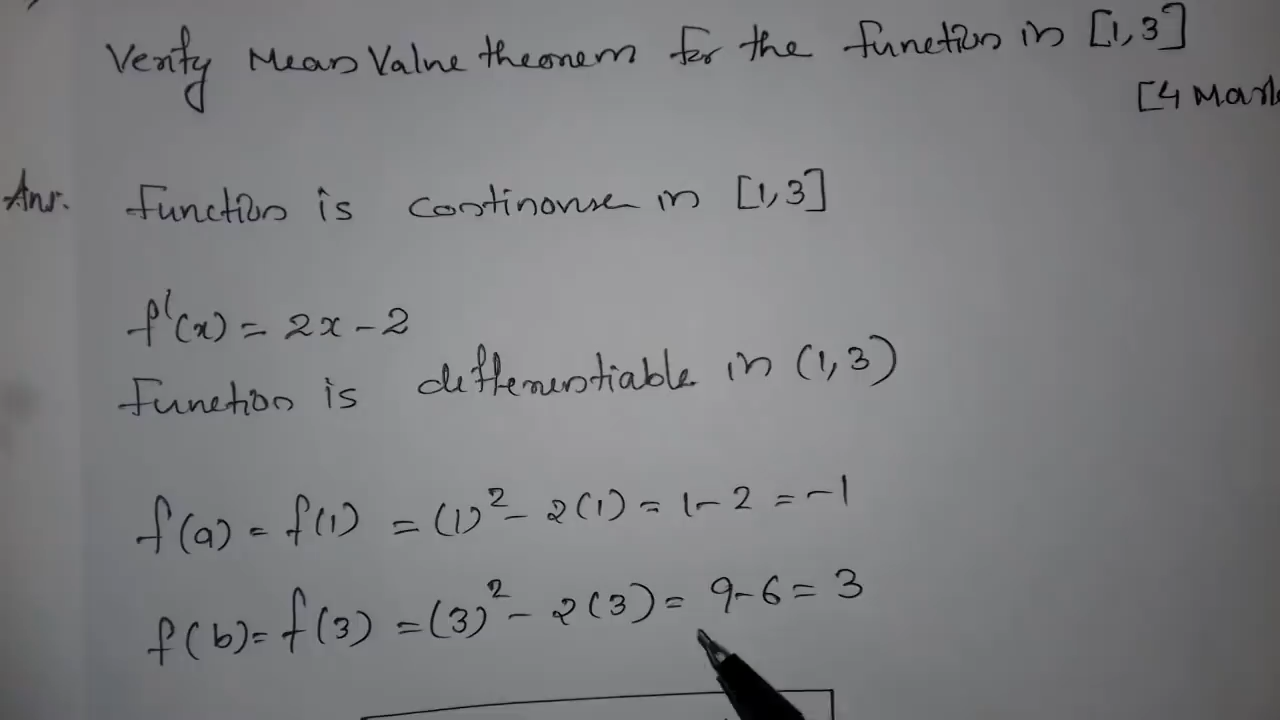 Verify Mean Value theorem for the function in [1,3]
[4 Mark
Ans. Function is continouse in [1,3]
f'(x) = 2x - 2
Function is differentiable in (1,3)
f(a) = f(1) = (1)² - 2(1) = 1 - 2 = -1
f(b) = f(3) = (3)² - 2(3) = 9 - 6 = 3